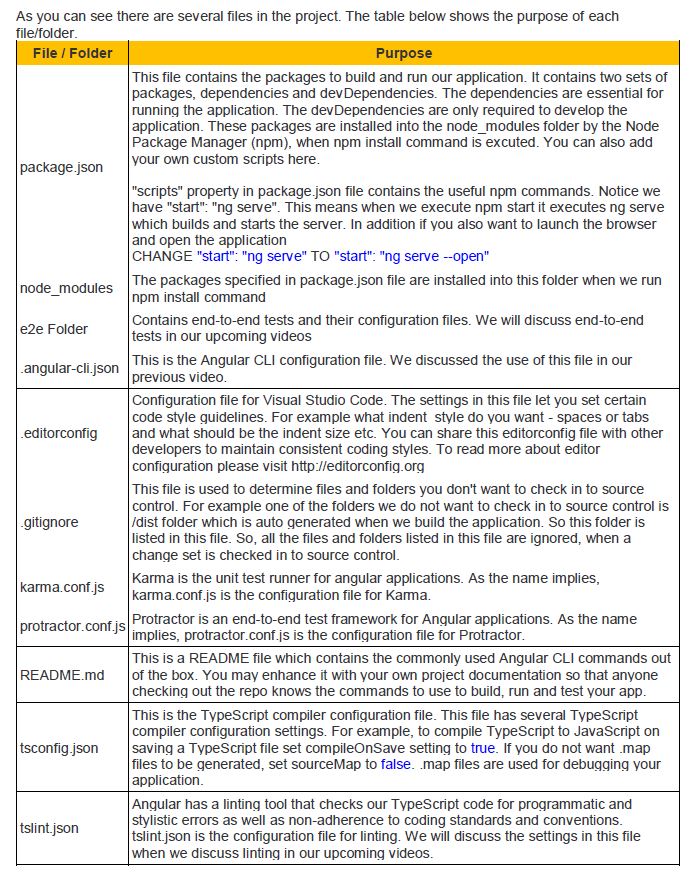 As you can see there are several files in the project. The table below shows the purpose of each
file/folder.
File / Folder
Purpose
package.json
This file contains the packages to build and run our application. It contains two sets of
packages, dependencies and devDependencies. The dependencies are essential for
running the application. The devDependencies are only required to develop the
application. These packages are installed into the node_modules folder by the Node
Package Manager (npm), when npm install command is excuted. You can also add
your own custom scripts here.
"scripts" property in package.json file contains the useful npm commands. Notice we
have "start": "ng serve". This means when we execute npm start it executes ng serve
which builds and starts the server. In addition if you also want to launch the browser
and open the application
CHANGE "start": "ng serve" TO "start": "ng serve --open"
node_modules
The packages specified in package.json file are installed into this folder when we run
npm install command
e2e Folder
Contains end-to-end tests and their configuration files. We will discuss end-to-end
tests in our upcoming videos
.angular-cli.json
This is the Angular CLI configuration file. We discussed the use of this file in our
previous video.
.editorconfig
Configuration file for Visual Studio Code. The settings in this file let you set certain
code style guidelines. For example what indent style do you want - spaces or tabs
and what should be the indent size etc. You can share this editorconfig file with other
developers to maintain consistent coding styles. To read more about editor
configuration please visit http://editorconfig.org
.gitignore
This file is used to determine files and folders you don't want to check in to source
control. For example one of the folders we do not want to check in to source control is
/dist folder which is auto generated when we build the application. So this folder is
listed in this file. So, all the files and folders listed in this file are ignored, when a
change set is checked in to source control.
karma.conf.js
Karma is the unit test runner for angular applications. As the name implies,
karma.conf.js is the configuration file for Karma.
protractor.conf.js
Protractor is an end-to-end test framework for Angular applications. As the name
implies, protractor.conf.js is the configuration file for Protractor.
README.md
This is a README file which contains the commonly used Angular CLI commands out
of the box. You may enhance it with your own project documentation so that anyone
checking out the repo knows the commands to use to build, run and test your app.
tsconfig.json
This is the TypeScript compiler configuration file. This file has several TypeScript
compiler configuration settings. For example, to compile TypeScript to JavaScript on
saving a TypeScript file set compileOnSave setting to true. If you do not want .map
files to be generated, set sourceMap to false. .map files are used for debugging your
application.
tslint.json
Angular has a linting tool that checks our TypeScript code for programmatic and
stylistic errors as well as non-adherence to coding standards and conventions.
tslint.json is the configuration file for linting. We will discuss the settings in this file
when we discuss linting in our upcoming videos.